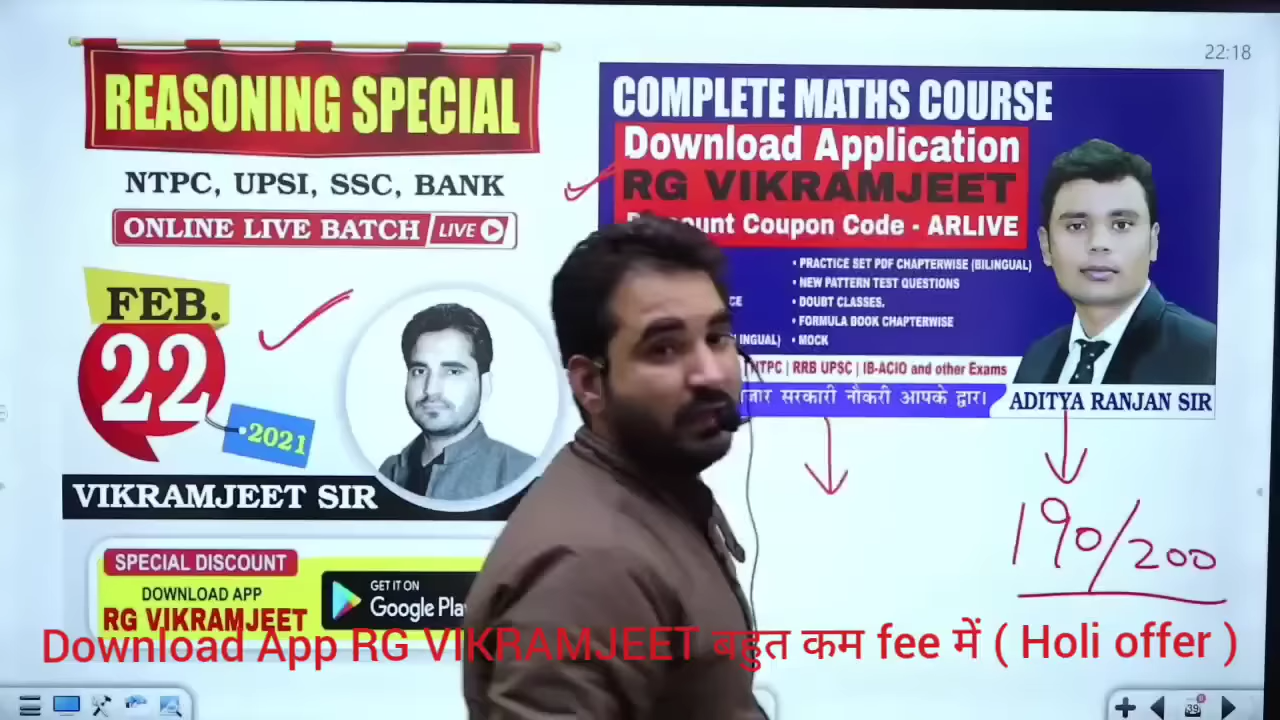 22:18
REASONING SPECIAL
NTPC, UPSI, SSC, BANK
ONLINE LIVE BATCH LIVE
FEB.
22
2021
VIKRAMJEET SIR
SPECIAL DISCOUNT
DOWNLOAD APP
RG VIKRAMJEET
GET IT ON
Google Play
COMPLETE MATHS COURSE
Download Application
RG VIKRAMJEET
Coupon Code - ARLIVE
• PRACTICE SET PDF CHAPTERWISE (BILINGUAL)
• NEW PATTERN TEST QUESTIONS
• DOUBT CLASSES.
• FORMULA BOOK CHAPTERWISE
• MOCK
NTPC | RRB UPSC | IB-ACIO and other Exams
सरकारी नौकरी आपके द्वार।
ADITYA RANJAN SIR
190/200
Download App RG VIKRAMJEET बहुत कम fee में ( Holi offer )
39